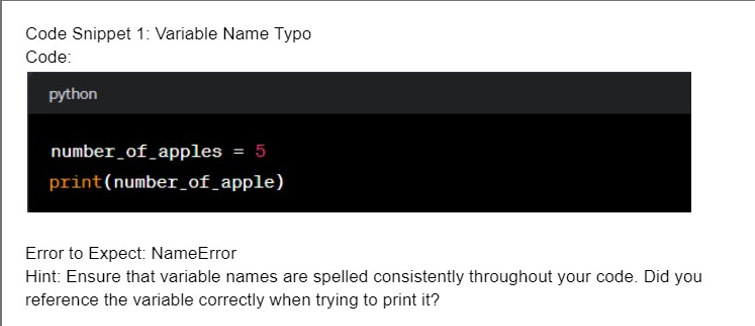 Code Snippet 1: Variable Name Typo
Code:
python
number_of_apples = 5
print(number_of_apple)
Error to Expect: NameError
Hint: Ensure that variable names are spelled consistently throughout your code. Did you
reference the variable correctly when trying to print it?